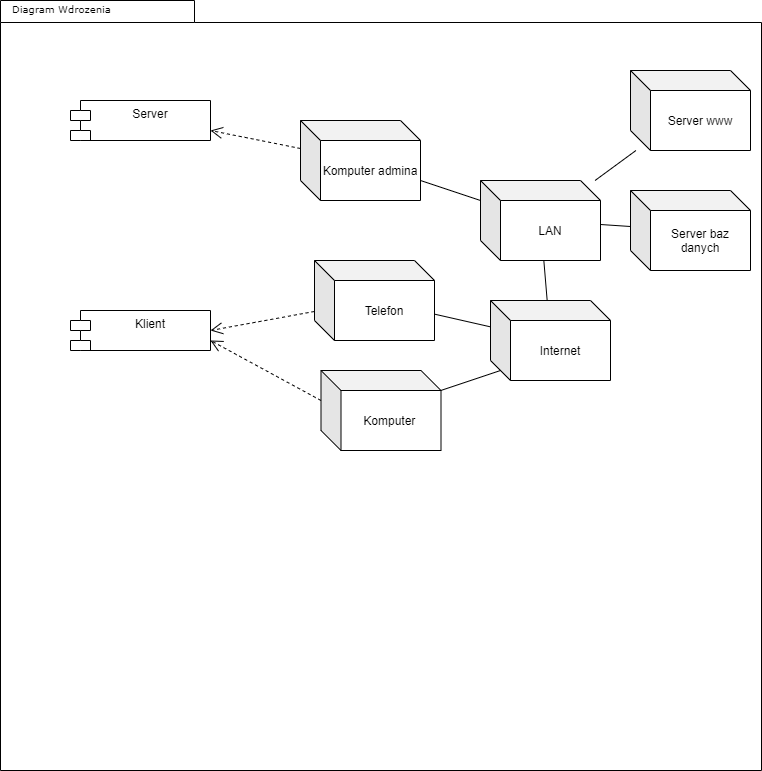 Diagram Wdrozenia
Server
Komputer admina
Server www
LAN
Server baz
danych
Telefon
Klient
Internet
Komputer